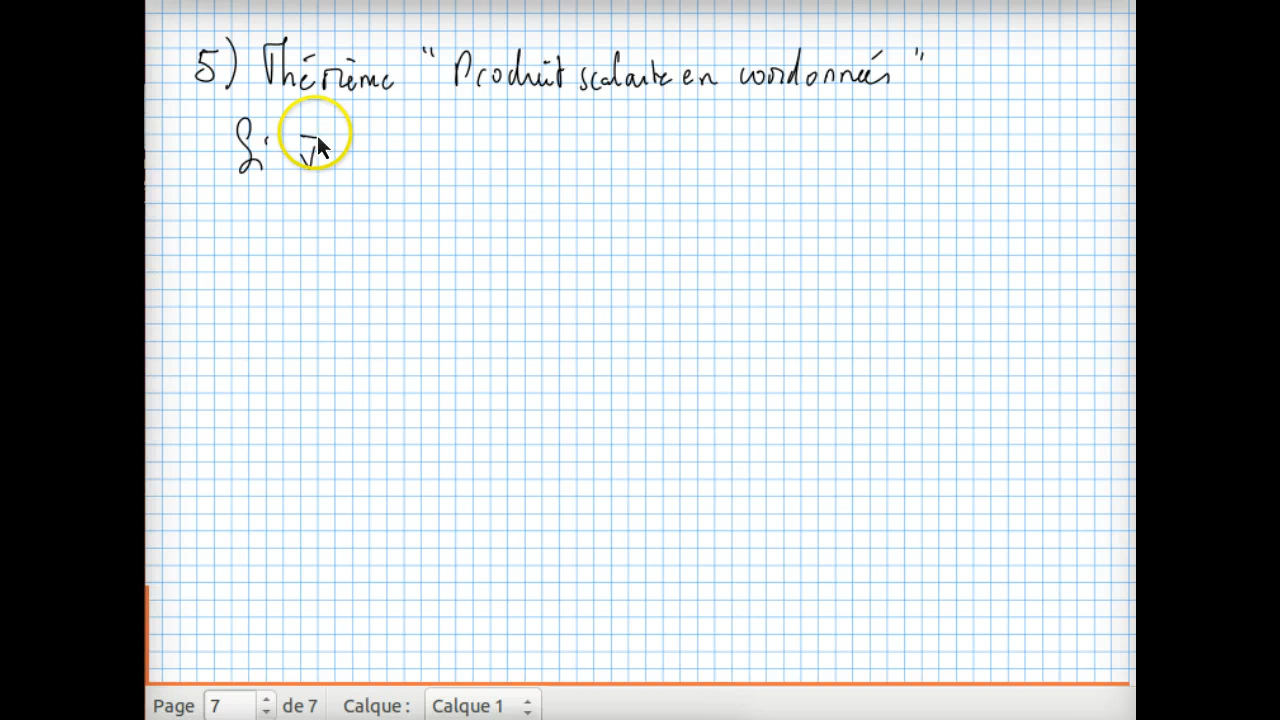 5) Théorème " Produit scalaire en coordonnées "
Si v
Page 7 de 7 Calque : Calque 1